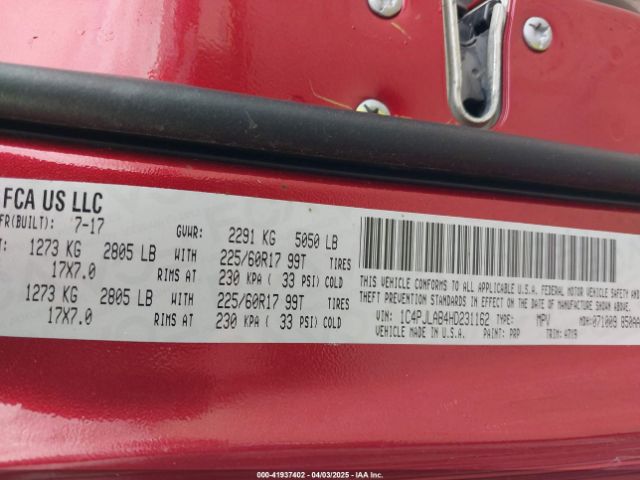 FCA US LLC
FR(BUILT): 7-17 GVWR: 2291 KG 5050 LB
1273 KG 2805 LB WITH 225/60R17 99T TIRES
17X7.0 RIMS AT 230 KPA ( 33 PSI) COLD
1273 KG 2805 LB WITH 225/60R17 99T TIRES
17X7.0 RIMS AT 230 KPA ( 33 PSI) COLD
THIS VEHICLE CONFORMS TO ALL APPLICABLE U.S.A. FEDERAL MOTOR VEHICLE SAFETY AND
THEFT PREVENTION STANDARDS IN EFFECT ON THE DATE OF MANUFACTURE SHOWN ABOVE.
VIN: 1C4PJLAB4HD231162 TYPE: MPV MDH: 071009 850AA
VEHICLE MADE IN U.S.A. PAINT: PRP TRIM:
000-41937402 - 04/03/2025 - IAA Inc.